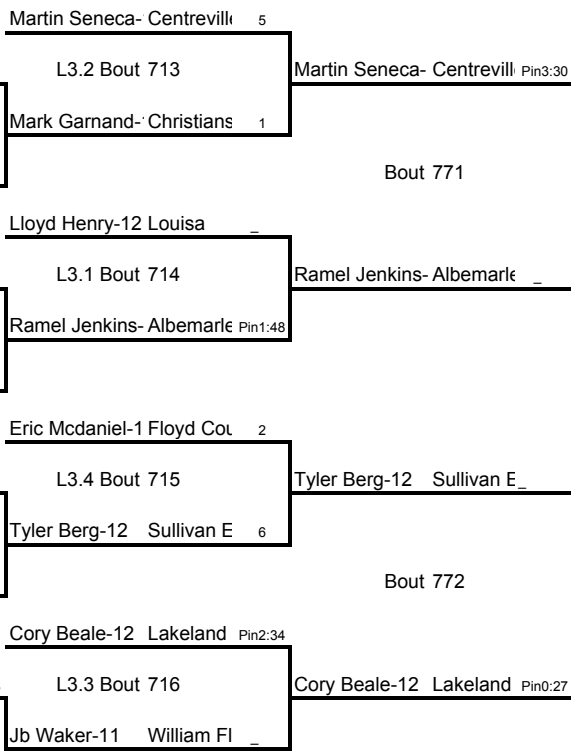 Martin Seneca- Centreville 5
L3.2 Bout 713 Martin Seneca- Centrevill Pin3:30
Mark Garnand- Christians 1
Bout 771
Lloyd Henry-12 Louisa _
L3.1 Bout 714 Ramel Jenkins- Albemarle _
Ramel Jenkins- Albemarle Pin1:48
Eric Mcdaniel-1 Floyd Cou 2
L3.4 Bout 715 Tyler Berg-12 Sullivan E _
Tyler Berg-12 Sullivan E 6
Bout 772
Cory Beale-12 Lakeland Pin2:34
L3.3 Bout 716 Cory Beale-12 Lakeland Pin0:27
Jb Waker-11 William Fl _